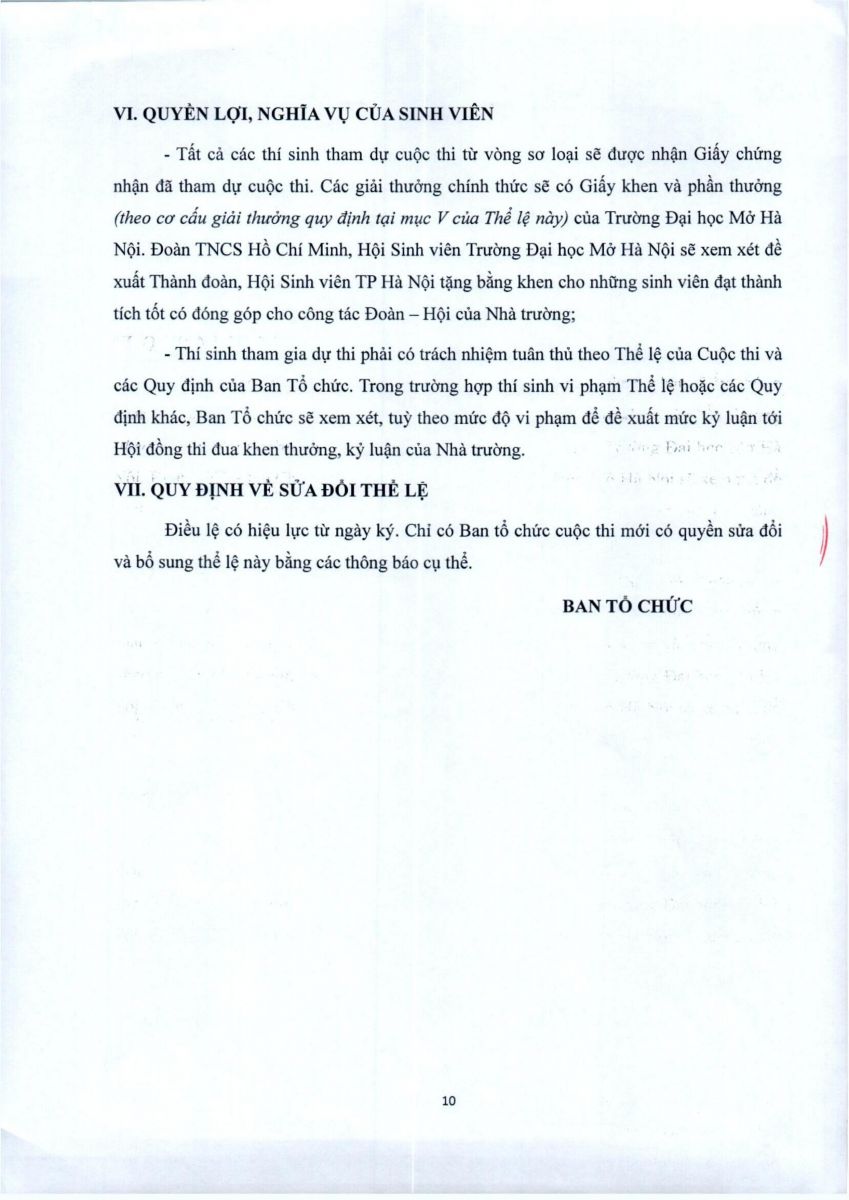 VI. QUYỀN LỢI, NGHĨA VỤ CỦA SINH VIÊN
- Tất cả các thí sinh tham dự cuộc thi từ vòng sơ loại sẽ được nhận Giấy chứng
nhận đã tham dự cuộc thi. Các giải thưởng chính thức sẽ có Giấy khen và phần thưởng
(theo cơ cấu giải thưởng quy định tại mục V của Thể lệ này) của Trường Đại học Mở Hà
Nội. Đoàn TNCS Hồ Chí Minh, Hội Sinh viên Trường Đại học Mở Hà Nội sẽ xem xét đề
xuất Thành đoàn, Hội Sinh viên TP Hà Nội tặng bằng khen cho những sinh viên đạt thành
tích tốt có đóng góp cho công tác Đoàn – Hội của Nhà trường;
- Thí sinh tham gia dự thi phải có trách nhiệm tuân thủ theo Thể lệ của Cuộc thi và
các Quy định của Ban Tổ chức. Trong trường hợp thí sinh vi phạm Thể lệ hoặc các Quy
định khác, Ban Tổ chức sẽ xem xét, tuỳ theo mức độ vi phạm để đề xuất mức kỷ luận tới
Hội đồng thi đua khen thưởng, kỷ luận của Nhà trường.
VII. QUY ĐỊNH VỀ SỬA ĐỔI THỂ LỆ
Điều lệ có hiệu lực từ ngày ký. Chỉ có Ban tổ chức cuộc thi mới có quyền sửa đổi
và bổ sung thể lệ này bằng các thông báo cụ thể.
BAN TỔ CHỨC
10